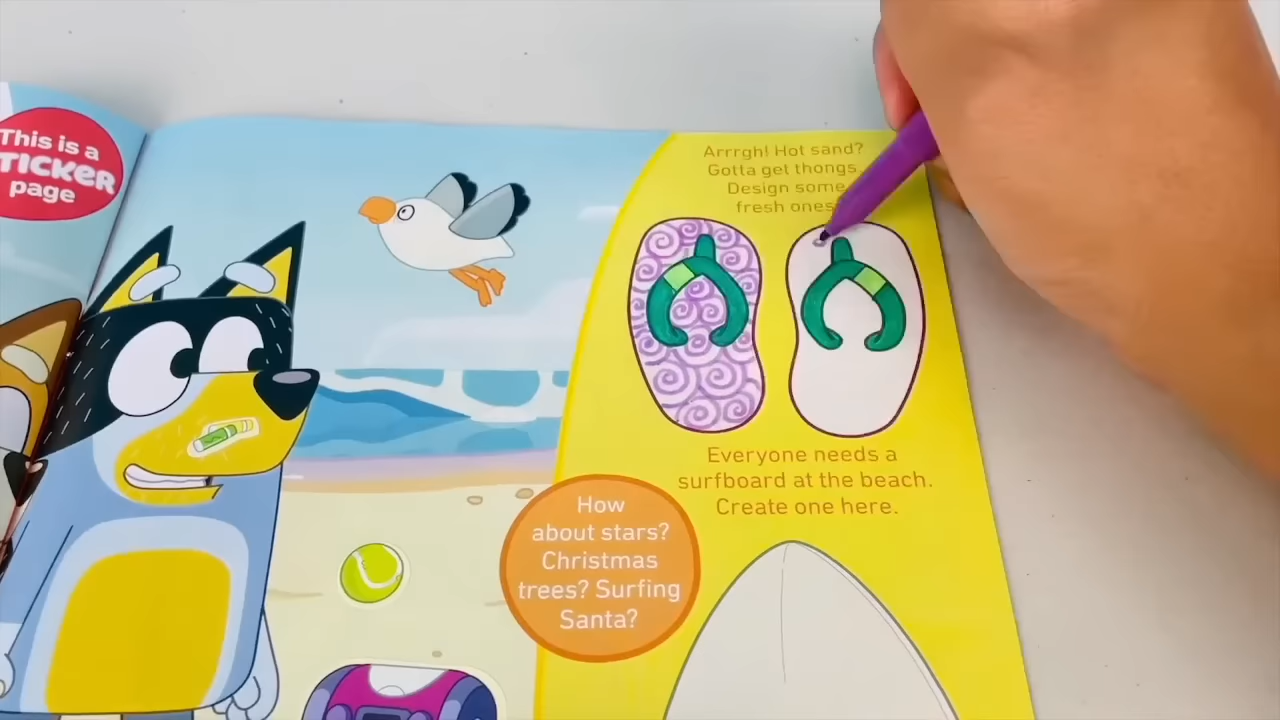 This is a
STICKER
page
Arrrgh! Hot sand?
Gotta get thongs.
Design some
fresh ones
Everyone needs a
surfboard at the beach.
Create one here.
How
about stars?
Christmas
trees? Surfing
Santa?